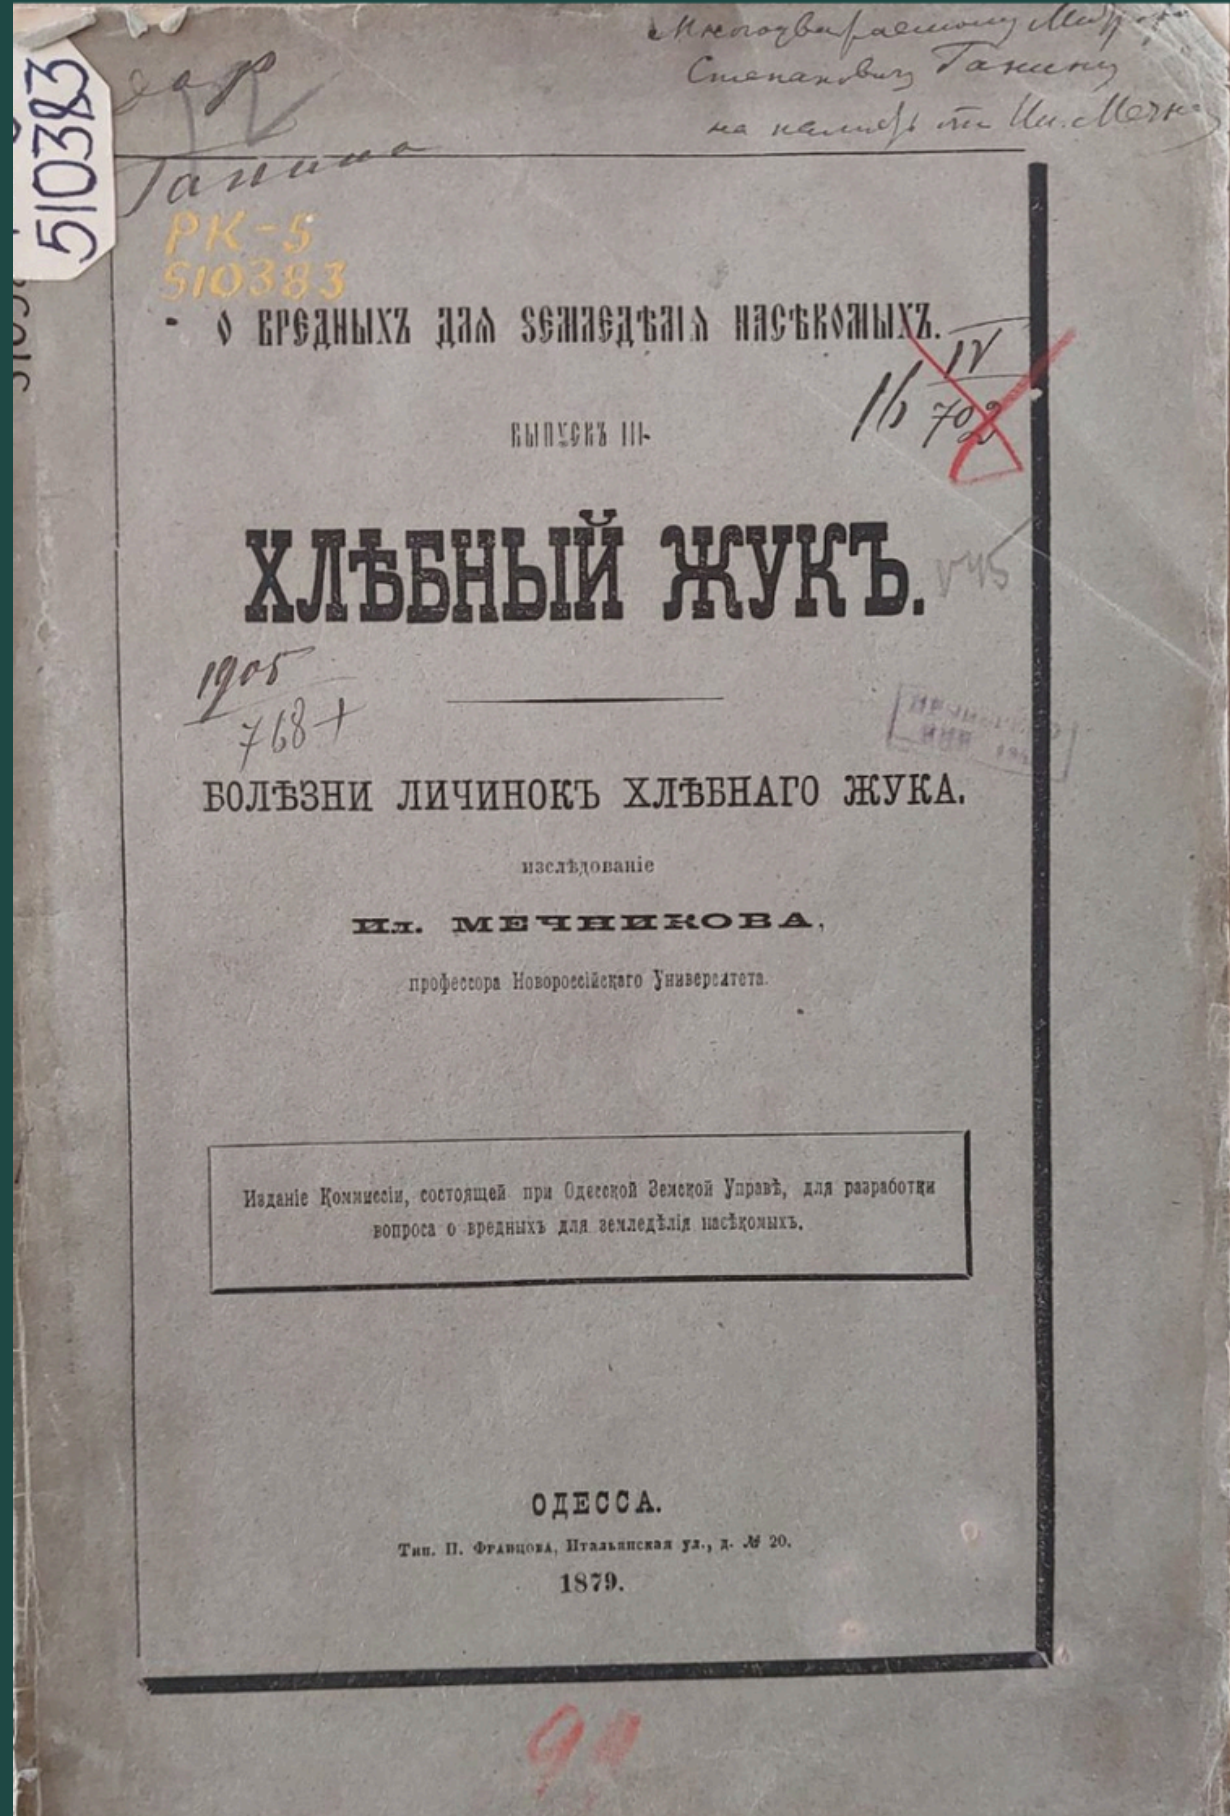 Многоуважаемому
Степановичу Ганину
на память от Ил. Мечн
510383
дар
Ганина
РК-5
510383
О ВРЕДНЫХЪ ДЛЯ ЗЕМЛЕДѢЛІЯ НАСѢКОМЫХЪ.
IV
16 702
ВЫПУСКЪ III.
ХЛѢБНЫЙ ЖУКЪ.
1905
768+
БОЛѢЗНИ ЛИЧИНОКЪ ХЛѢБНАГО ЖУКА.
изслѣдованіе
Ил. МЕЧНИКОВА,
профессора Новороссійскаго Университета.
Изданіе Коммиссіи, состоящей при Одесской Земской Управѣ, для разработки
вопроса о вредныхъ для земледѣлія насѣкомыхъ.
ОДЕССА.
Тип. П. Францова, Итальянская ул., д. № 20.
1879.